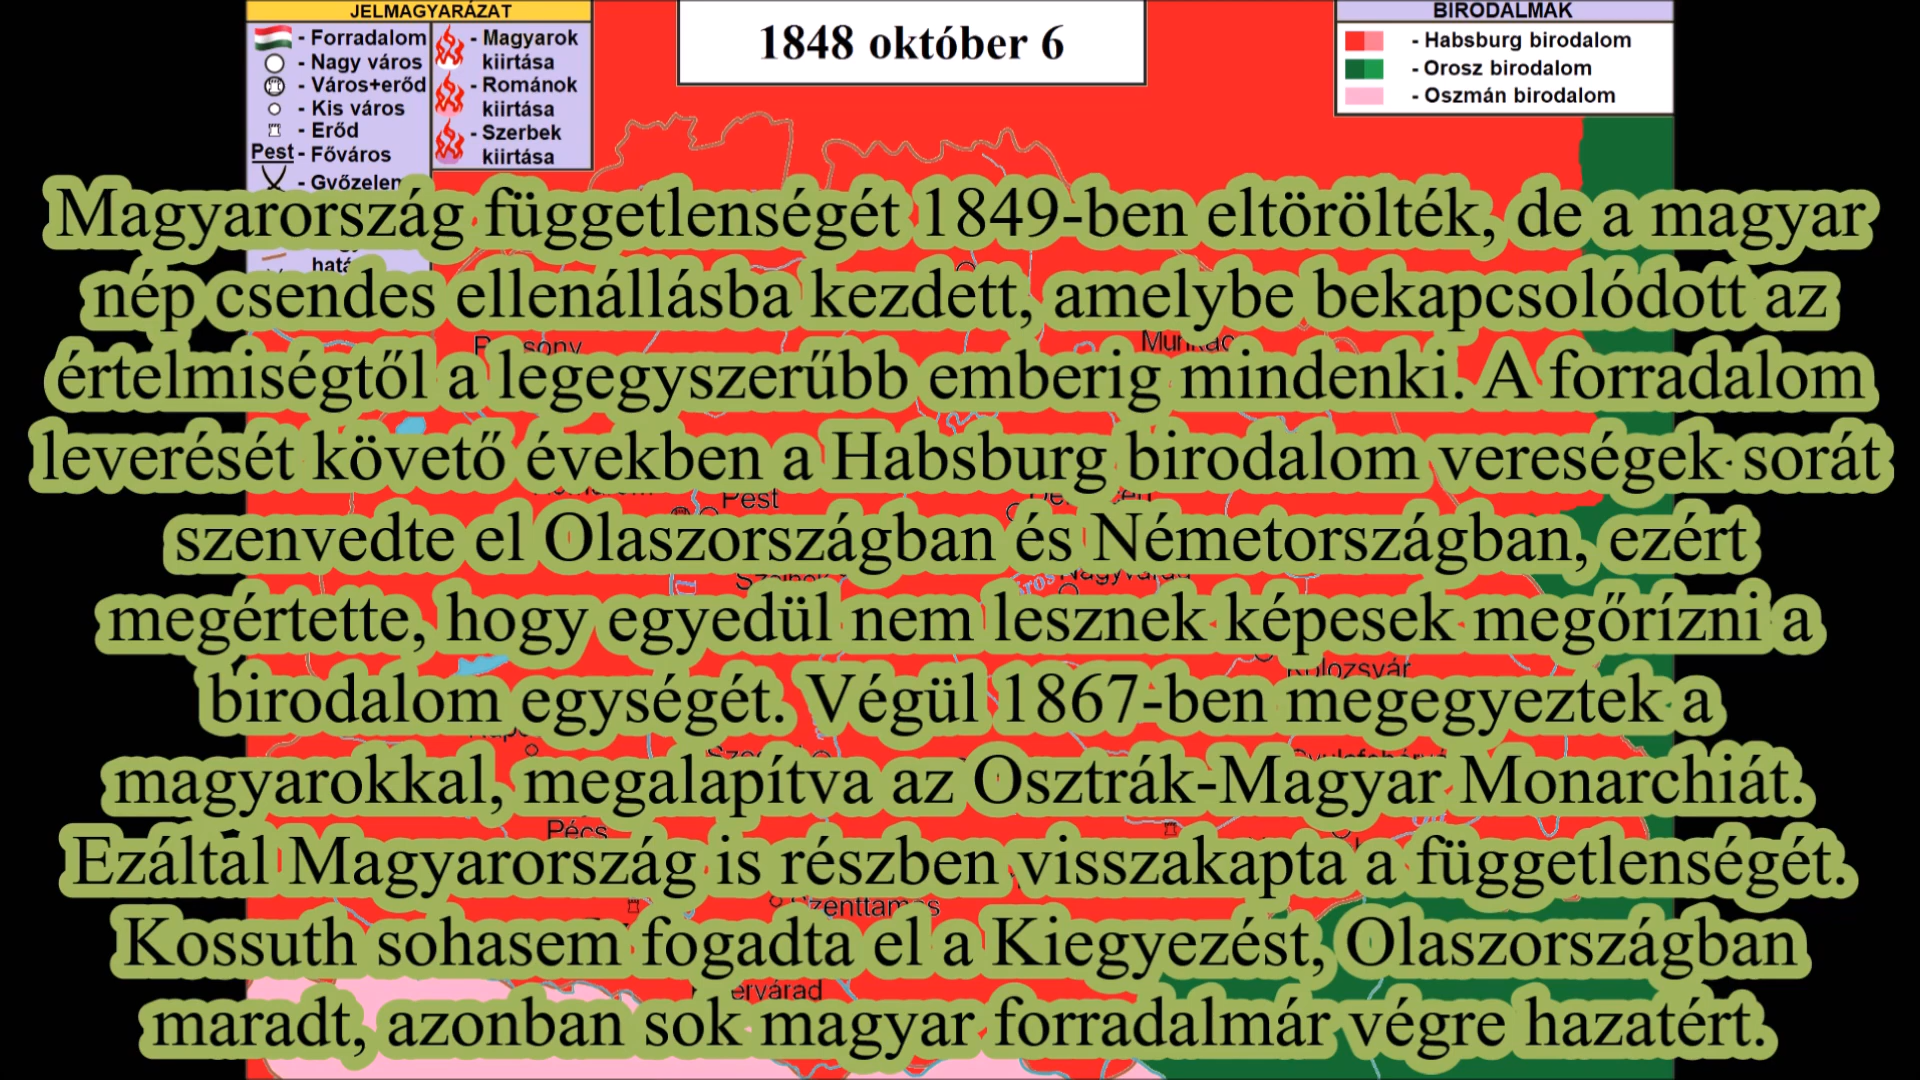 JELMAGYARÁZAT
- Forradalom
- Nagy város
- Város+erőd
- Kis város
- Erőd
Pest - Főváros
- Magyarok
kiirtása
- Románok
kiirtása
- Szerbek
kiirtása
1848 október 6
BIRODALMAK
- Habsburg birodalom
- Orosz birodalom
- Oszmán birodalom
Magyarország függetlenségét 1849-ben eltörölték, de a magyar
nép csendes ellenállásba kezdett, amelybe bekapcsolódott az
értelmiségtől a legegyszerűbb emberig mindenki. A forradalom
leverését követő években a Habsburg birodalom vereségek sorát
szenvedte el Olaszországban és Németországban, ezért
megértette, hogy egyedül nem lesznek képesek megőrízni a
birodalom egységét. Végül 1867-ben megegyeztek a
magyarokkal, megalapítva az Osztrák-Magyar Monarchiát.
Ezáltal Magyarország is részben visszakapta a függetlenségét.
Kossuth sohasem fogadta el a Kiegyezést, Olaszországban
maradt, azonban sok magyar forradalmár végre hazatért.
Pest
Kolozsvár
Pécs
Szenttamás